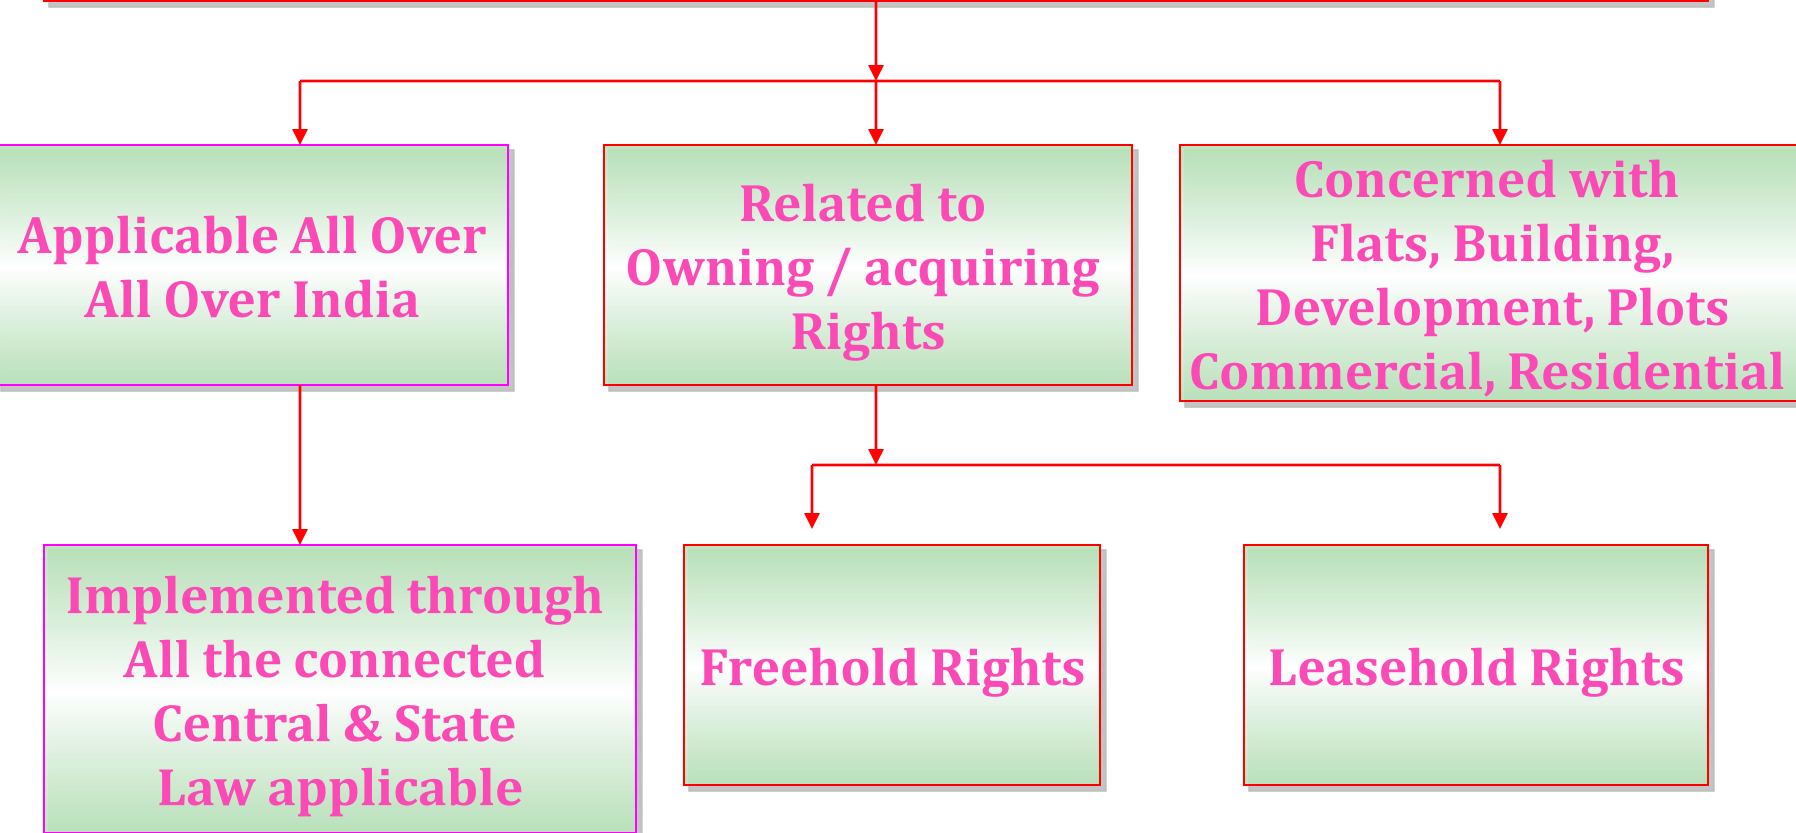 Applicable All Over
All Over India
Related to
Owning / acquiring
Rights
Concerned with
Flats, Building,
Development, Plots
Commercial, Residential
Implemented through
All the connected
Central & State
Law applicable
Freehold Rights
Leasehold Rights